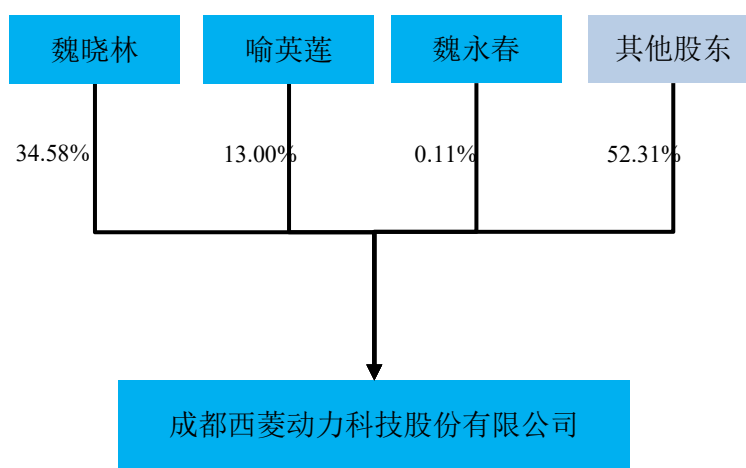 魏晓林
喻英莲
魏永春
其他股东
34.58%
13.00%
0.11%
52.31%
成都西菱动力科技股份有限公司